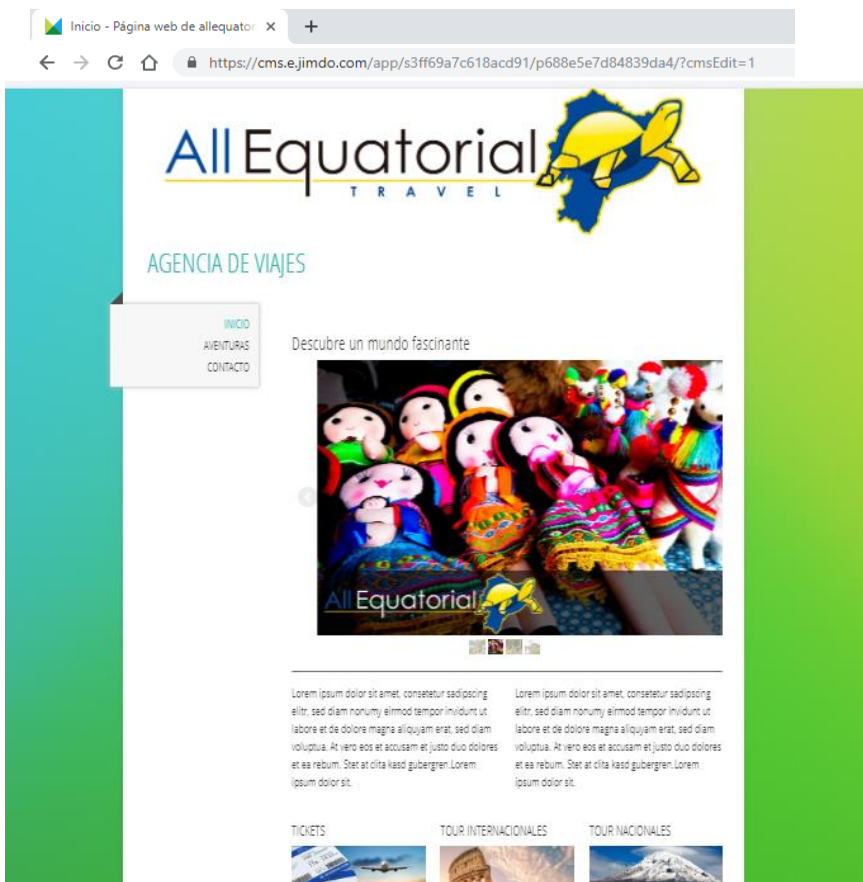 Inicio - Página web de allequator
https://cms.e.jimdo.com/app/s3ff69a7c618acd91/p688e5e7d84839da4/?cmsEdit=1
All Equatorial
TRAVEL
AGENCIA DE VIAJES
INICIO
AVENTURAS
CONTACTO
Descubre un mundo fascinante
All Equatorial
Lorem ipsum dolor sit amet, consetetur sadipscing
elitr, sed diam nonumy eirmod tempor invidunt ut
labore et de dolore magna aliquyam erat, sed diam
voluptua. At vero eos et accusam et justo duo dolores
et ea rebum. Stet at clita kasd gubergren.Lorem
ipsum dolor sit.
Lorem ipsum dolor sit amet, consetetur sadipscing
elitr, sed diam nonumy eirmod tempor invidunt ut
labore et de dolore magna aliquyam erat, sed diam
voluptua. At vero eos et accusam et justo duo dolores
et ea rebum. Stet at clita kasd gubergren.Lorem
ipsum dolor sit.
TICKETS
TOUR INTERNACIONALES
TOUR NACIONALES